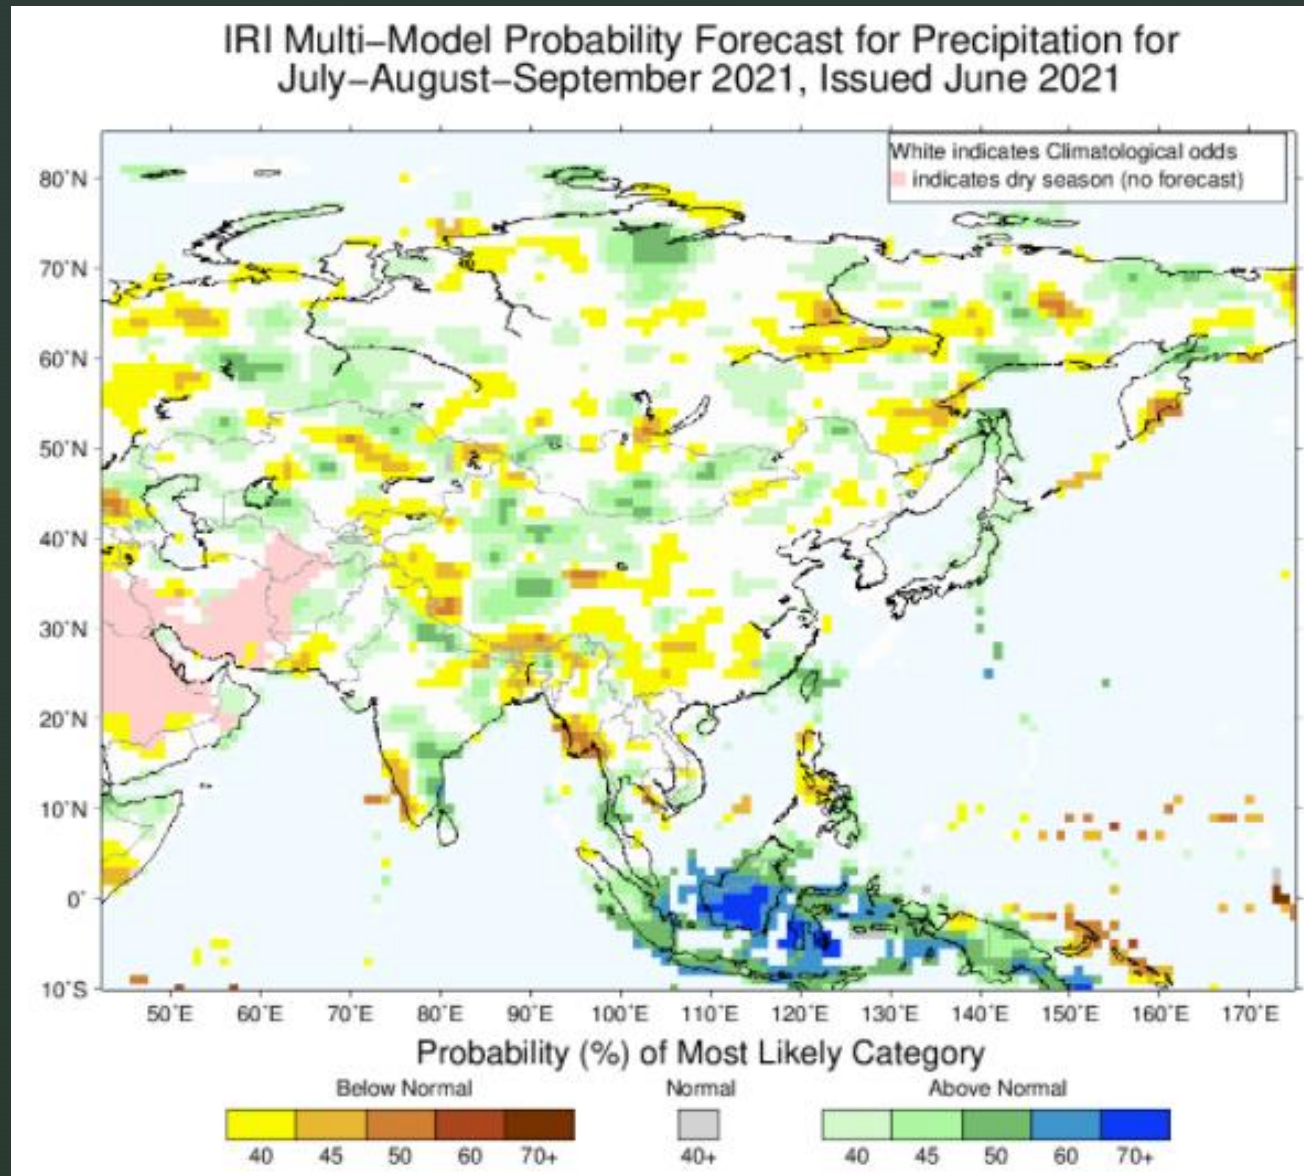 IRI Multi–Model Probability Forecast for Precipitation for
July–August–September 2021, Issued June 2021
White indicates Climatological odds
indicates dry season (no forecast)
80˚N
70˚N
60˚N
50˚N
40˚N
30˚N
20˚N
10˚N
0˚
10˚S
50˚E 60˚E 70˚E 80˚E 90˚E 100˚E 110˚E 120˚E 130˚E 140˚E 150˚E 160˚E 170˚E
Probability (%) of Most Likely Category
Below Normal Normal Above Normal
40 45 50 60 70+ 40+ 40 45 50 60 70+